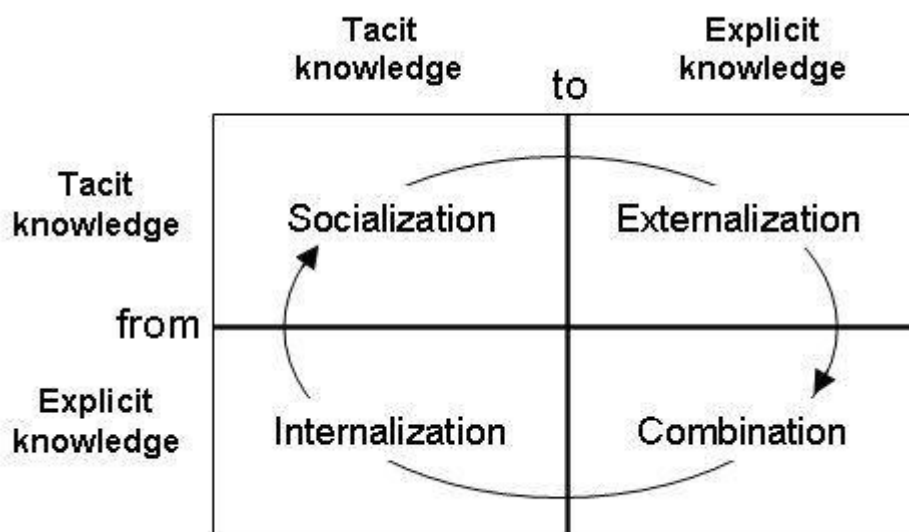 Tacit
knowledge
Explicit
knowledge
to
Tacit
knowledge
Socialization
Externalization
from
Explicit
knowledge
Internalization
Combination